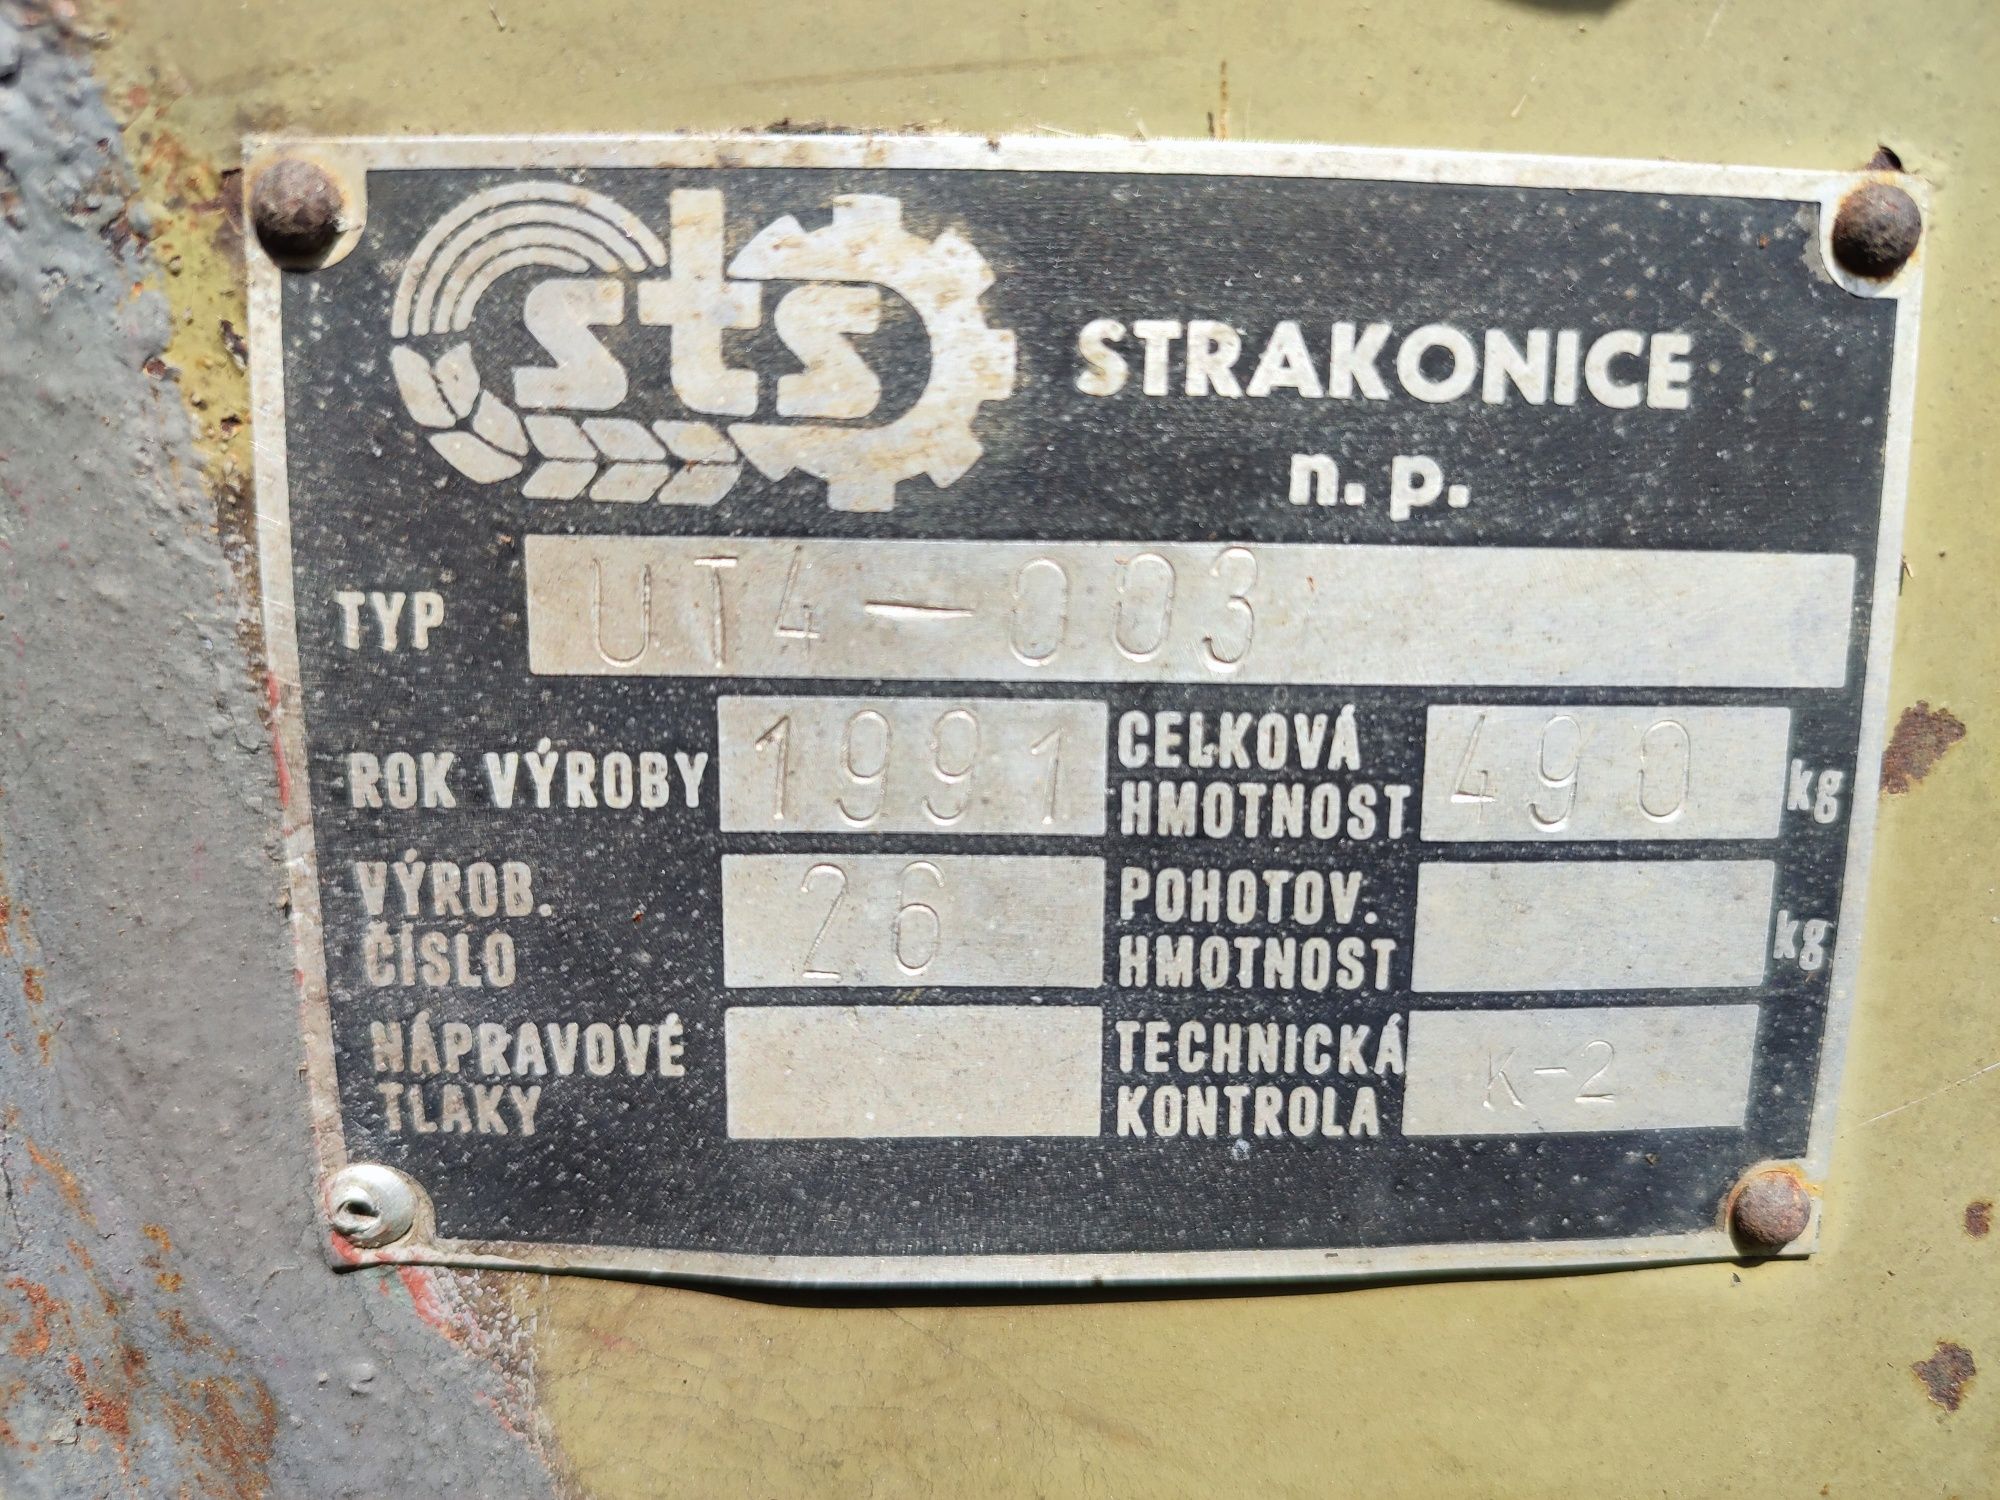 sts STRAKONICE
n. p.
TYP UT4-003
ROK VÝROBY 1991 CELKOVÁ HMOTNOST 490 kg
VÝROB. ČÍSLO 26 POHOTOV. HMOTNOST kg
NÁPRAVOVÉ TLAKY TECHNICKÁ KONTROLA K-2